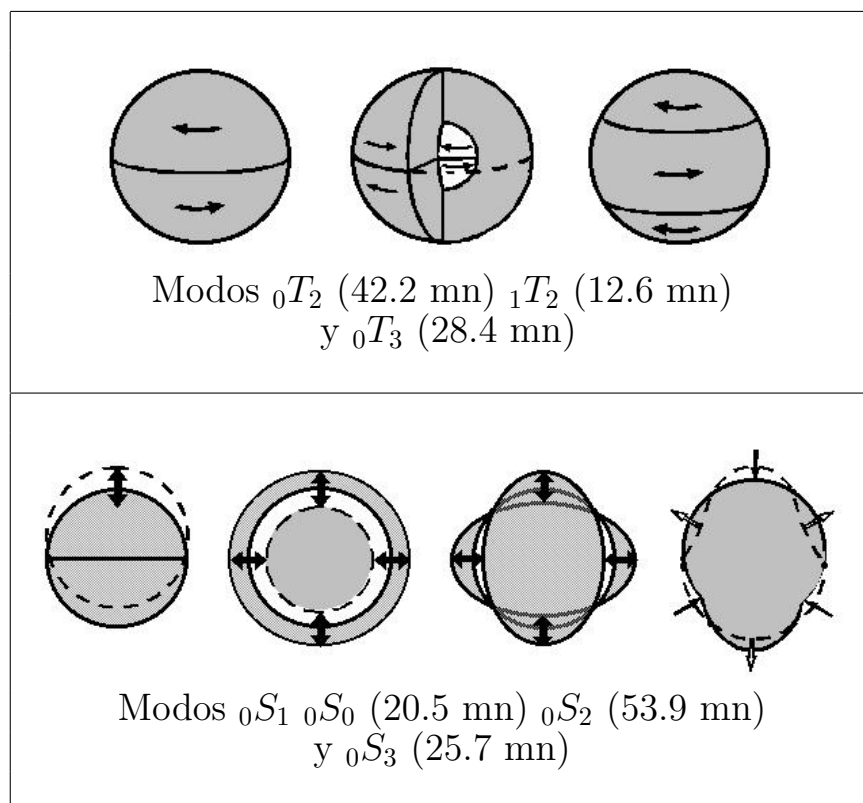 Modos ₀T₂ (42.2 mn) ₁T₂ (12.6 mn)
y ₀T₃ (28.4 mn)
Modos ₀S₁ ₀S₀ (20.5 mn) ₀S₂ (53.9 mn)
y ₀S₃ (25.7 mn)